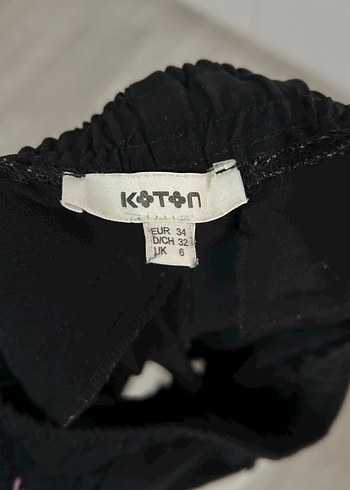 KOTON
EUR 34
D/CH 32
UK 6